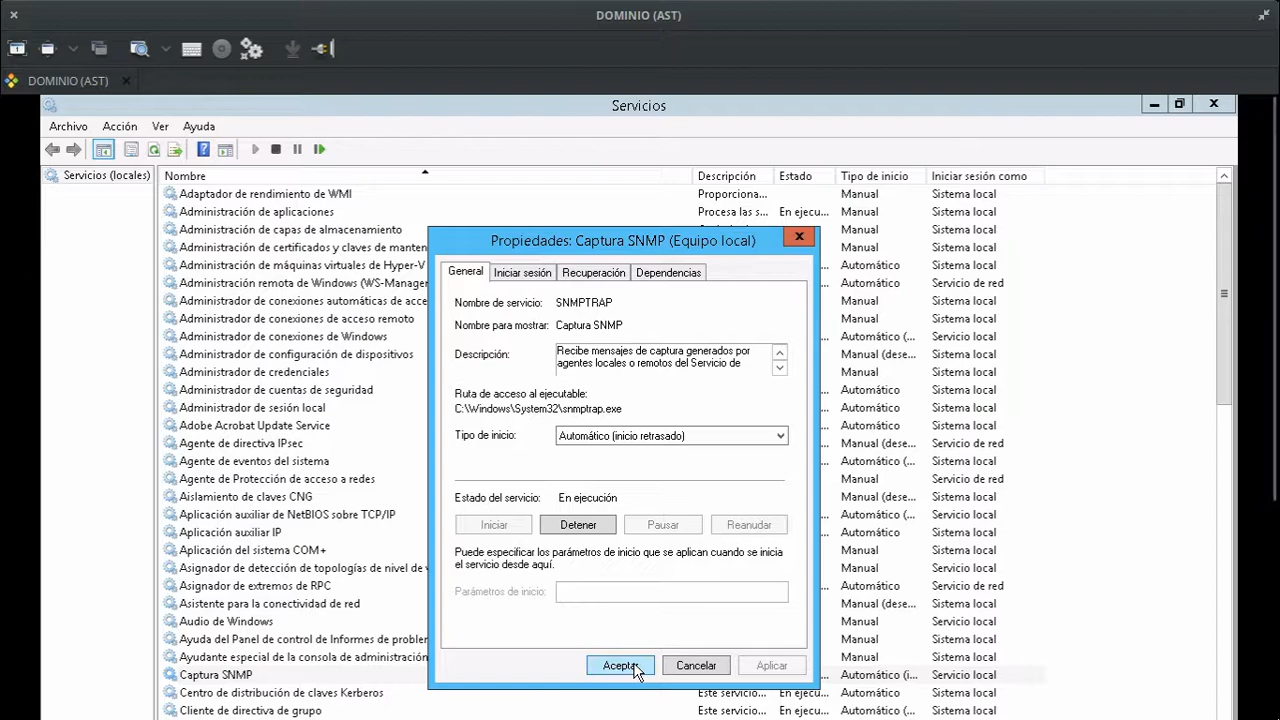 DOMINIO (AST)
DOMINIO (AST)
Servicios
Archivo Acción Ver Ayuda
Servicios (locales)
Nombre Descripción Estado Tipo de inicio Iniciar sesión como
Adaptador de rendimiento de WMI Proporciona... Manual Sistema local
Administración de aplicaciones Procesa las s... En ejecu... Manual Sistema local
Administración de capas de almacenamiento Manual Sistema local
Administración de certificados y claves de manten Manual Sistema local
Administración de máquinas virtuales de Hyper-V Automático Sistema local
Administración remota de Windows (WS-Manager Automático Servicio de red
Administrador de conexiones automáticas de acce Manual Sistema local
Administrador de conexiones de acceso remoto Manual Sistema local
Administrador de conexiones de Windows Automático (... Servicio local
Administrador de configuración de dispositivos Manual (dese... Sistema local
Administrador de credenciales Manual Sistema local
Administrador de cuentas de seguridad Automático Sistema local
Administrador de sesión local Automático Sistema local
Adobe Acrobat Update Service Automático Sistema local
Agente de directiva IPsec Manual (dese... Servicio de red
Agente de eventos del sistema Automático (... Sistema local
Agente de Protección de acceso a redes Manual Servicio de red
Aislamiento de claves CNG Manual (dese... Sistema local
Aplicación auxiliar de NetBIOS sobre TCP/IP Automático (... Servicio local
Aplicación auxiliar IP Automático Sistema local
Aplicación del sistema COM+ Manual Sistema local
Asignador de detección de topologías de nivel de v Manual Servicio local
Asignador de extremos de RPC Automático Servicio de red
Asistente para la conectividad de red Manual (dese... Sistema local
Audio de Windows Manual Servicio local
Ayuda del Panel de control de Informes de probler Manual Sistema local
Ayudante especial de la consola de administración Manual Sistema local
Captura SNMP Automático (i... Servicio local
Centro de distribución de claves Kerberos Este servicio... En ejecu... Automático Sistema local
Cliente de directiva de grupo Este servicio... En ejecu... Automático (... Sistema local
Propiedades: Captura SNMP (Equipo local)
General Iniciar sesión Recuperación Dependencias
Nombre de servicio: SNMPTRAP
Nombre para mostrar: Captura SNMP
Descripción: Recibe mensajes de captura generados por
agentes locales o remotos del Servicio de
Ruta de acceso al ejecutable:
C:\Windows\System32\snmptrap.exe
Tipo de inicio: Automático (inicio retrasado)
Estado del servicio: En ejecución
Iniciar Detener Pausar Reanudar
Puede especificar los parámetros de inicio que se aplican cuando se inicia
el servicio desde aquí.
Parámetros de inicio:
Aceptar Cancelar Aplicar